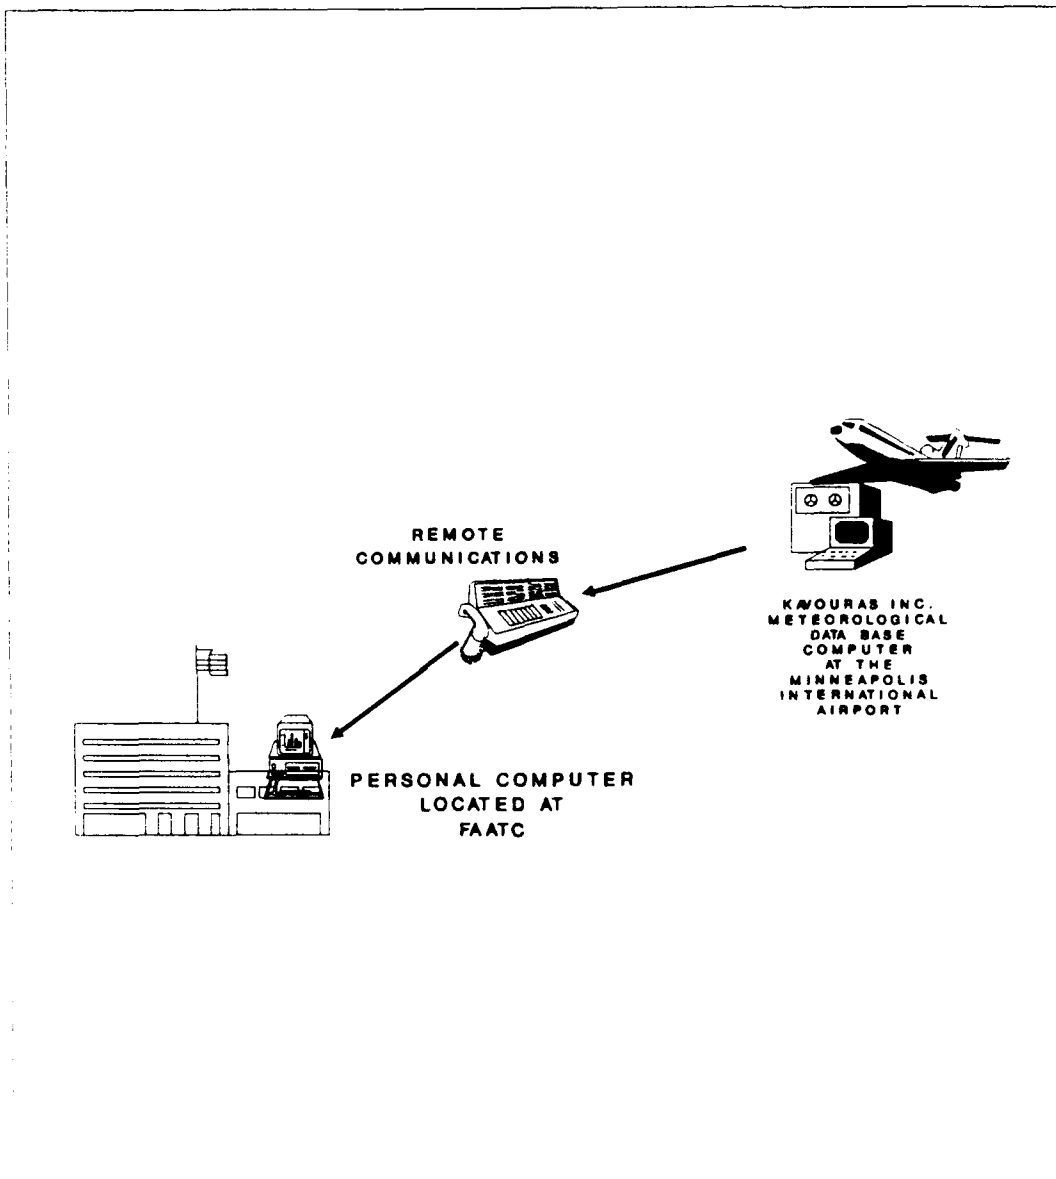 REMOTE
COMMUNICATIONS
KAVOURAS INC.
METEOROLOGICAL
DATA BASE
COMPUTER
AT THE
MINNEAPOLIS
INTERNATIONAL
AIRPORT
PERSONAL COMPUTER
LOCATED AT
FAATC